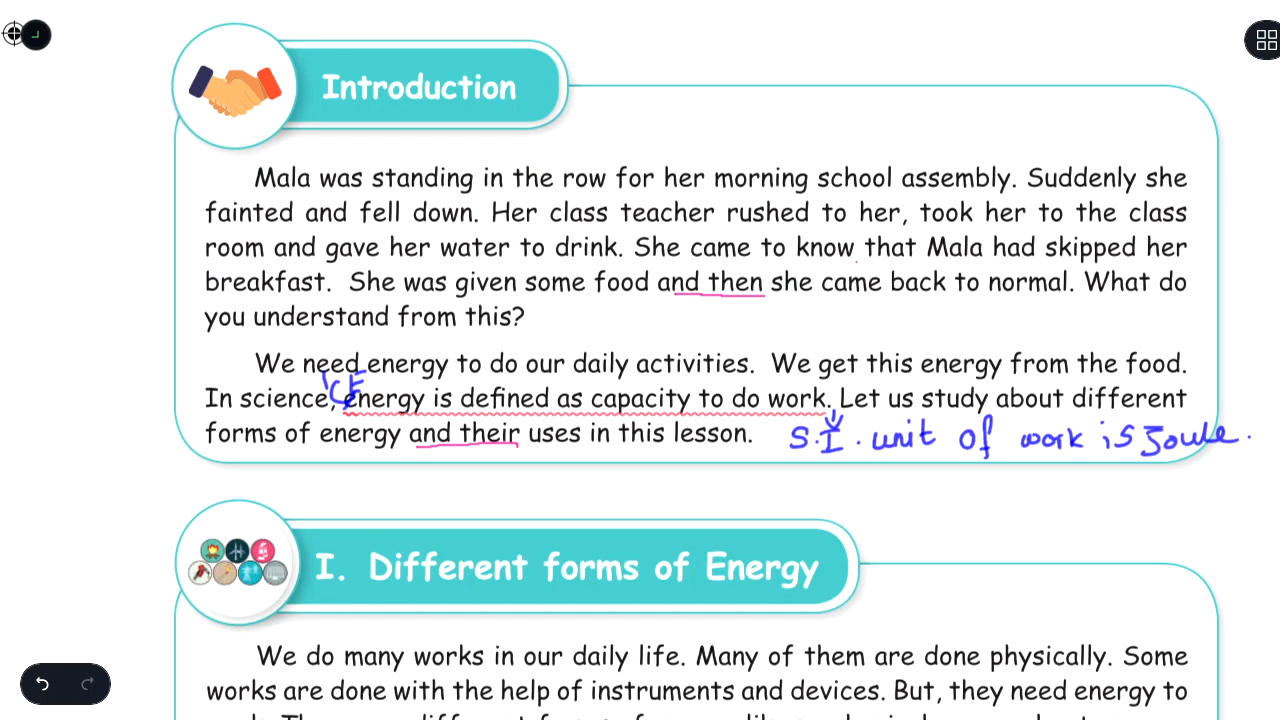 Introduction
Mala was standing in the row for her morning school assembly. Suddenly she
fainted and fell down. Her class teacher rushed to her, took her to the class
room and gave her water to drink. She came to know that Mala had skipped her
breakfast. She was given some food and then she came back to normal. What do
you understand from this?
We need energy to do our daily activities. We get this energy from the food.
In science, energy is defined as capacity to do work. Let us study about different
forms of energy and their uses in this lesson. S.I. unit of work is Joule.
I. Different forms of Energy
We do many works in our daily life. Many of them are done physically. Some
works are done with the help of instruments and devices. But, they need energy to